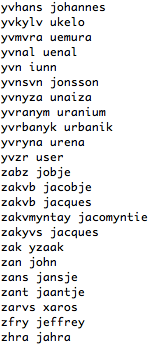 yvhans johannes
yvkylv ukelo
yvmvra uemura
yvnal uenal
yvn iunn
yvnsvn jonsson
yvnyza unaiza
yvranym uranium
yvrbanyk urbanik
yvryna urena
yvzr user
zabz jobje
zakvb jacobje
zakvb jacques
zakvmyntay jacomyntie
zakyvs jacques
zak yzaak
zan john
zans jansje
zant jaantje
zarvs xaros
zfry jeffrey
zhra jahra